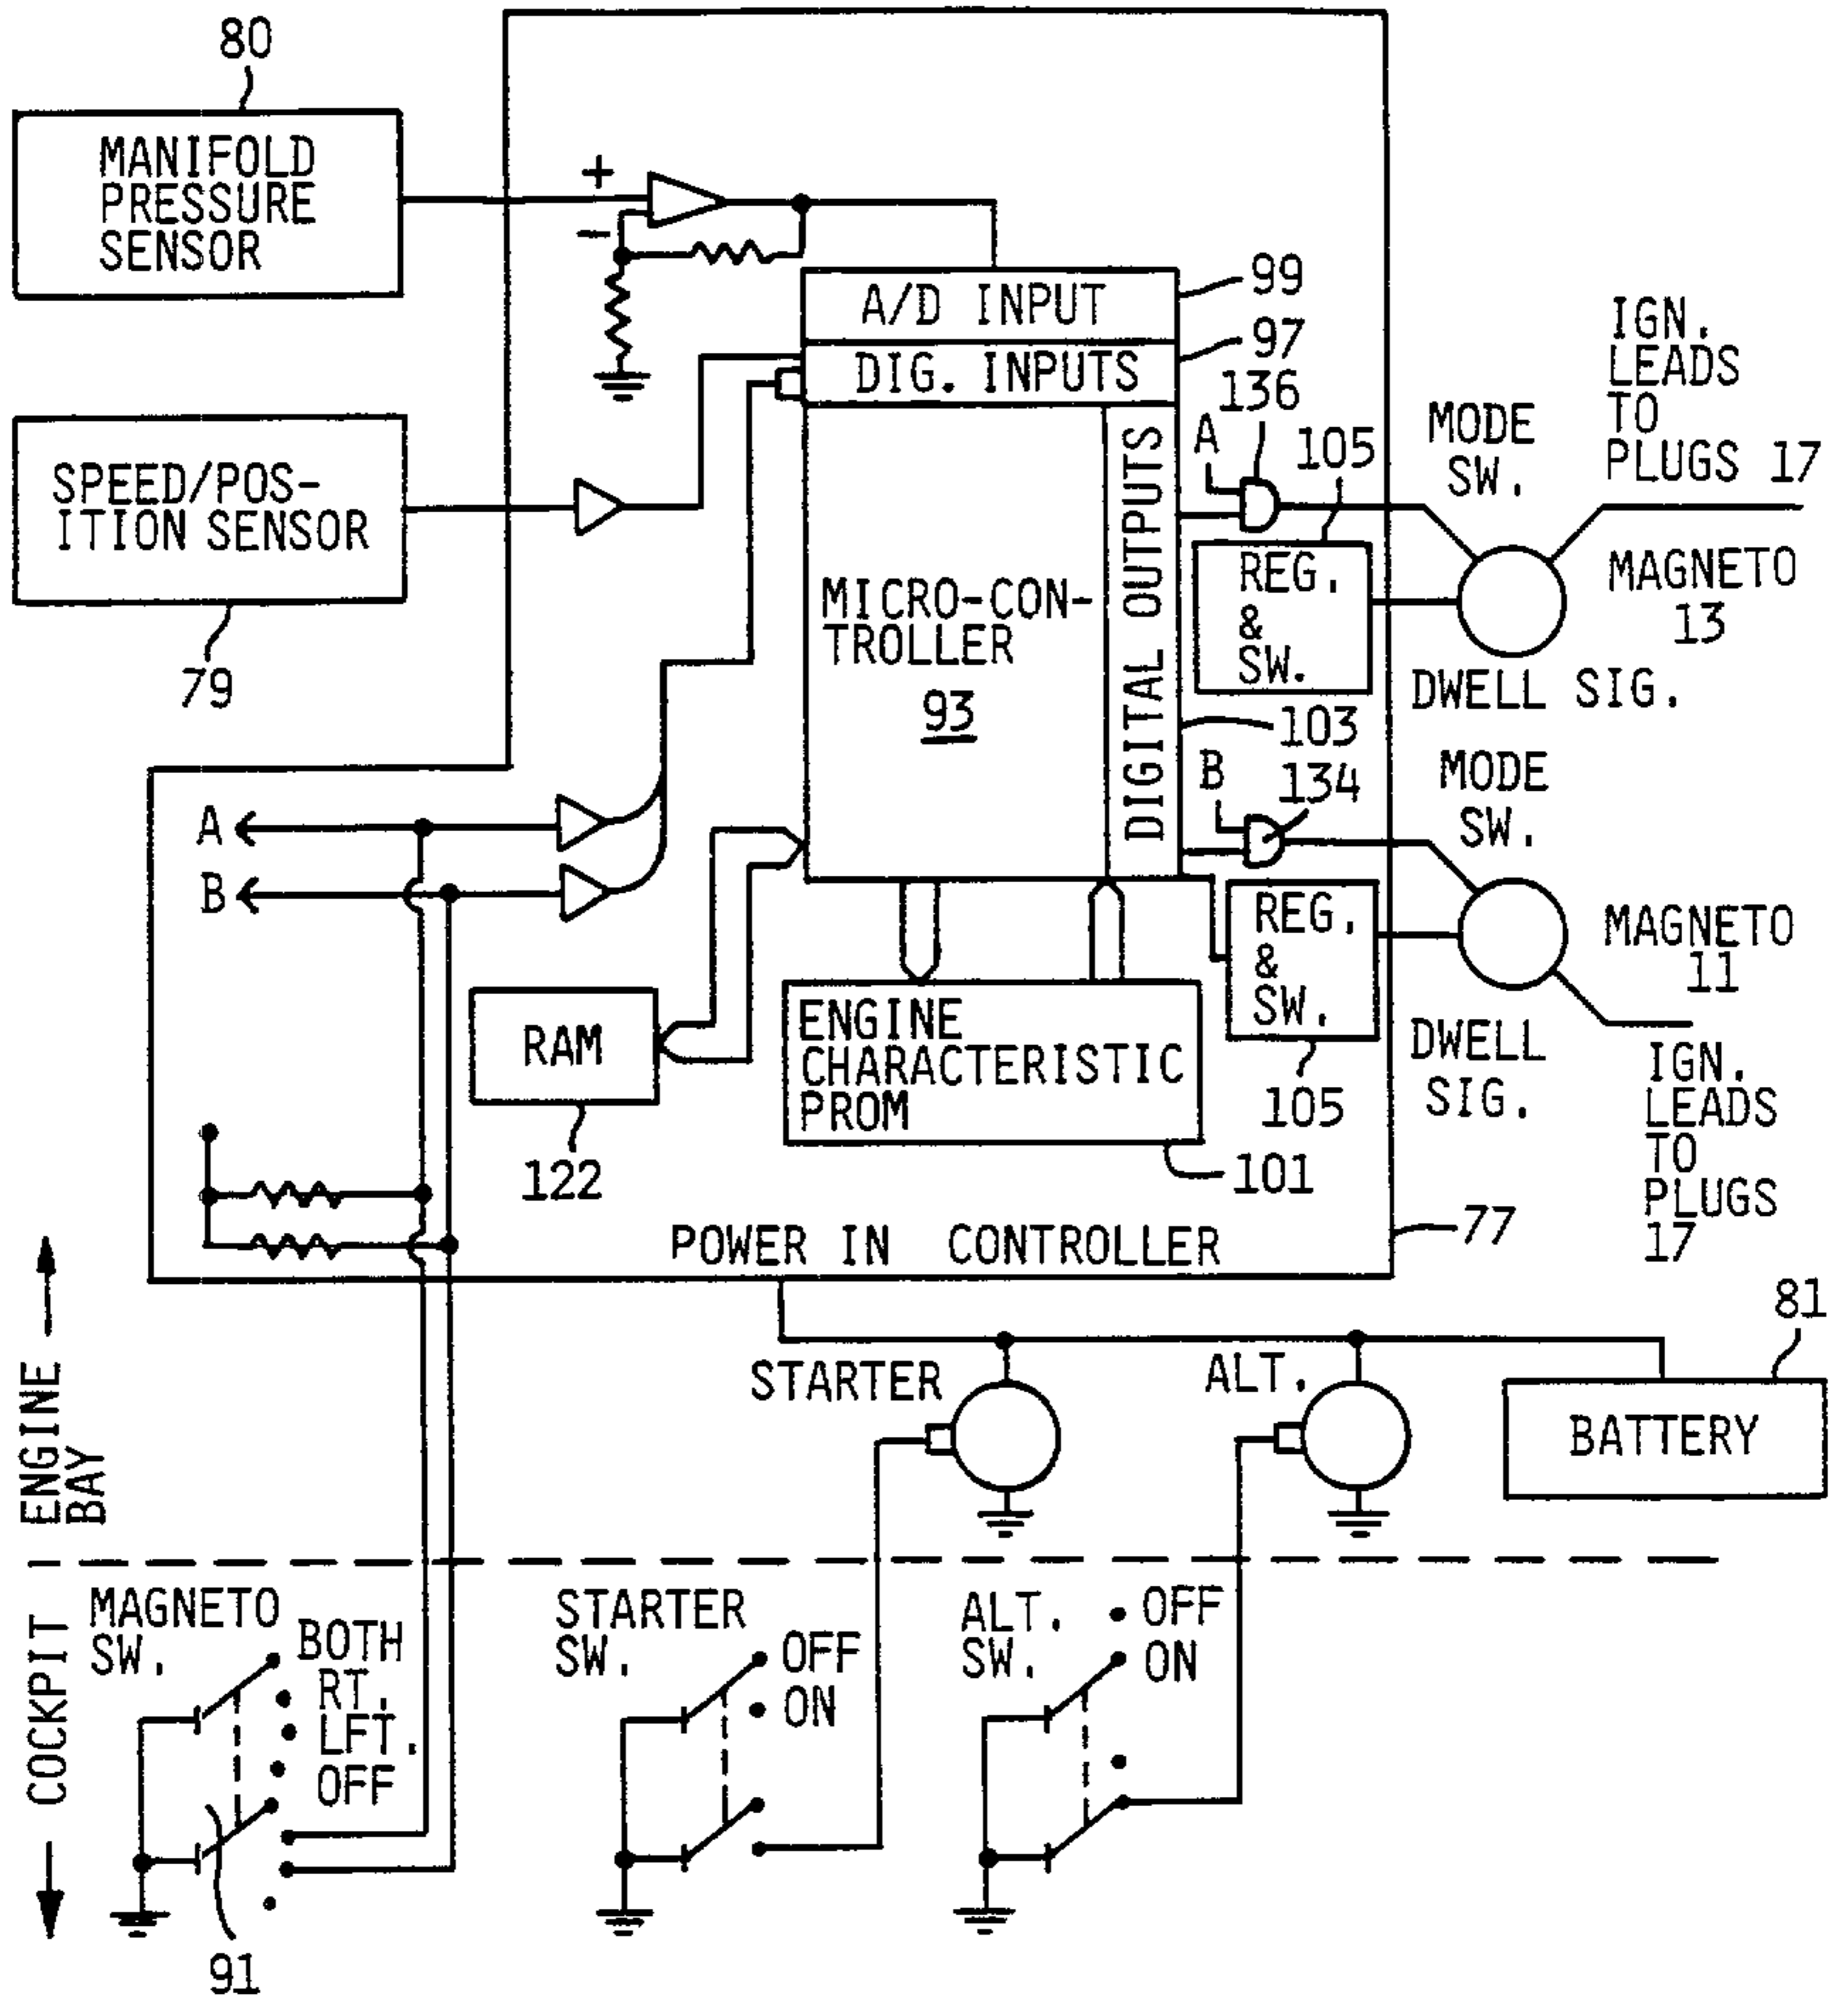 80
MANIFOLD
PRESSURE
SENSOR
+
−
A/D INPUT
99
DIG. INPUTS
97
136
A
105
MODE
SW.
IGN.
LEADS
TO
PLUGS 17
SPEED/POS-
ITION SENSOR
79
MICRO-CON-
TROLLER
93
DIGITAL OUTPUTS
REG.
&
SW.
MAGNETO
13
DWELL SIG.
103
B
134
MODE
SW.
A
B
REG.
&
SW.
MAGNETO
11
RAM
122
ENGINE
CHARACTERISTIC
PROM
101
105
DWELL
SIG.
IGN.
LEADS
TO
PLUGS
17
POWER IN CONTROLLER
77
81
STARTER
ALT.
BATTERY
ENGINE
BAY
COCKPIT
MAGNETO
SW.
BOTH
RT.
LFT.
OFF
91
STARTER
SW.
OFF
ON
ALT.
SW.
OFF
ON